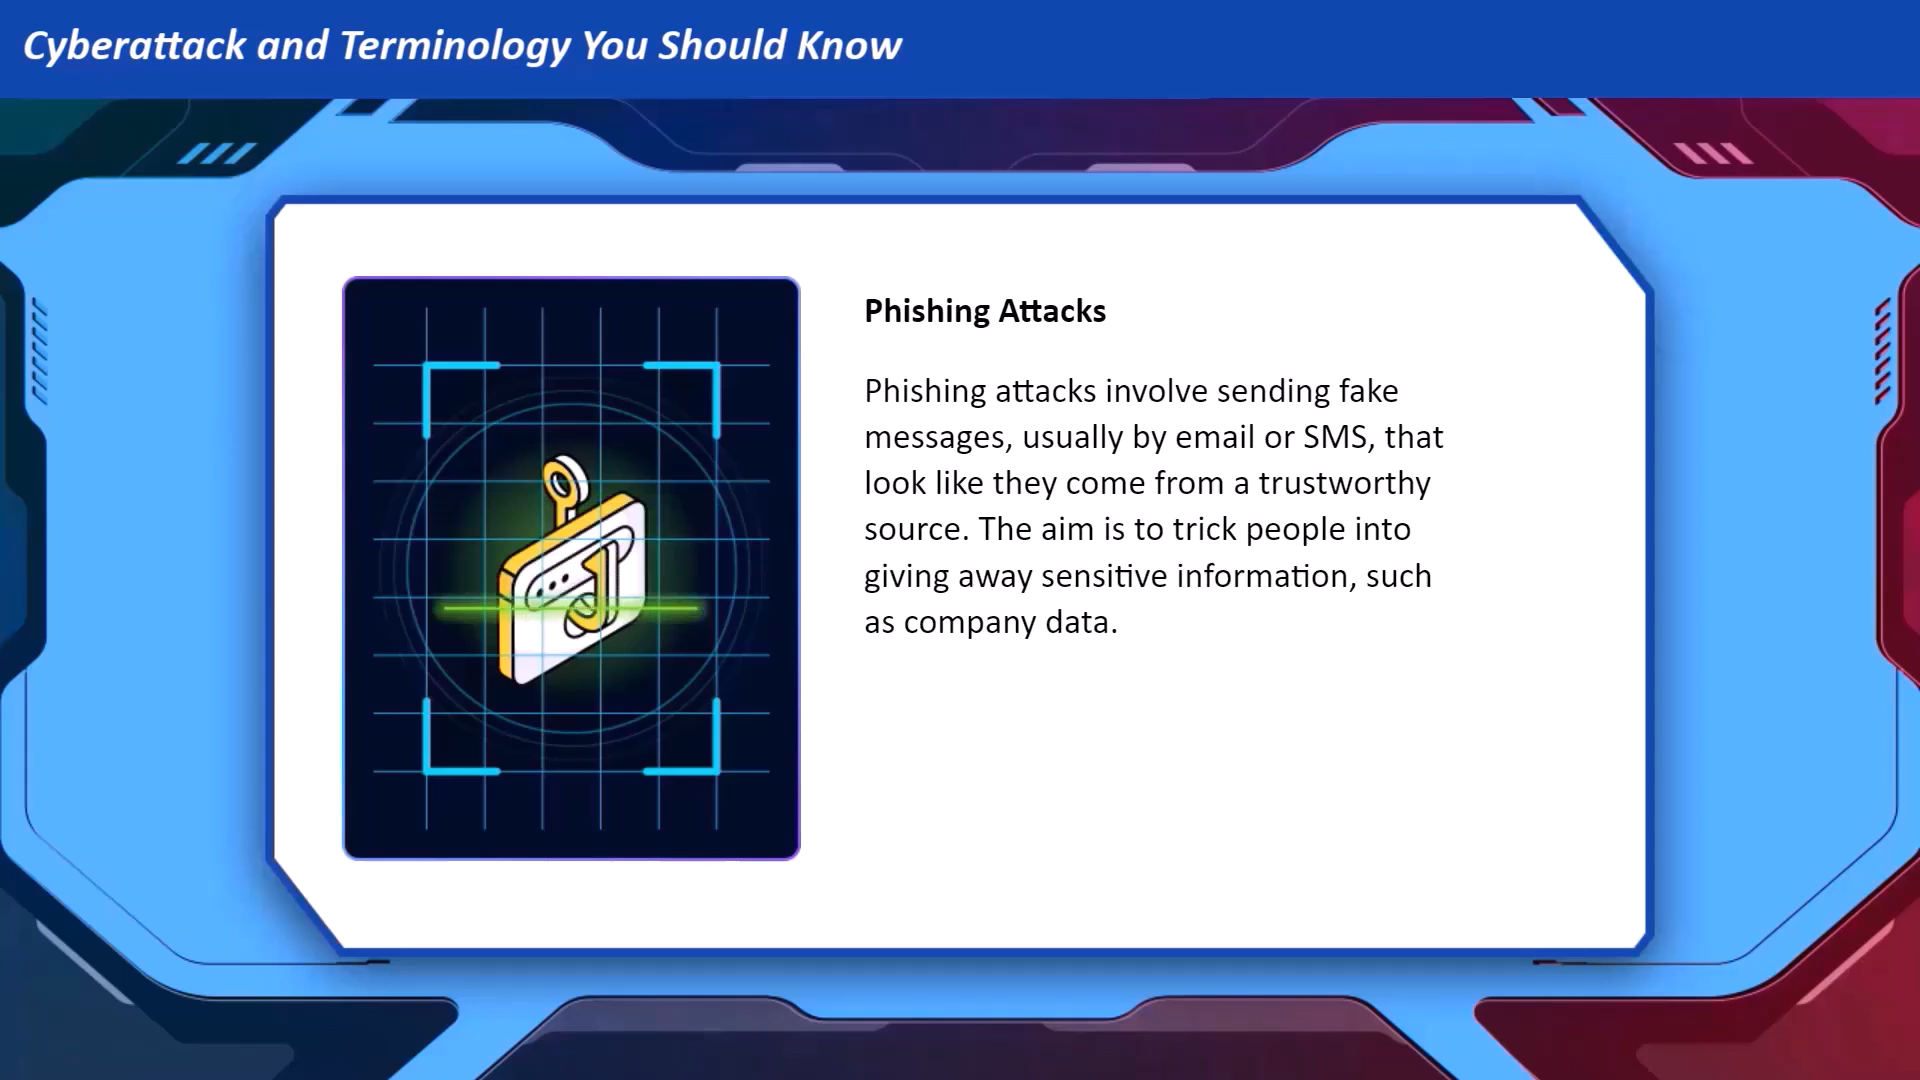 Cyberattack and Terminology You Should Know
Phishing Attacks
Phishing attacks involve sending fake
messages, usually by email or SMS, that
look like they come from a trustworthy
source. The aim is to trick people into
giving away sensitive information, such
as company data.